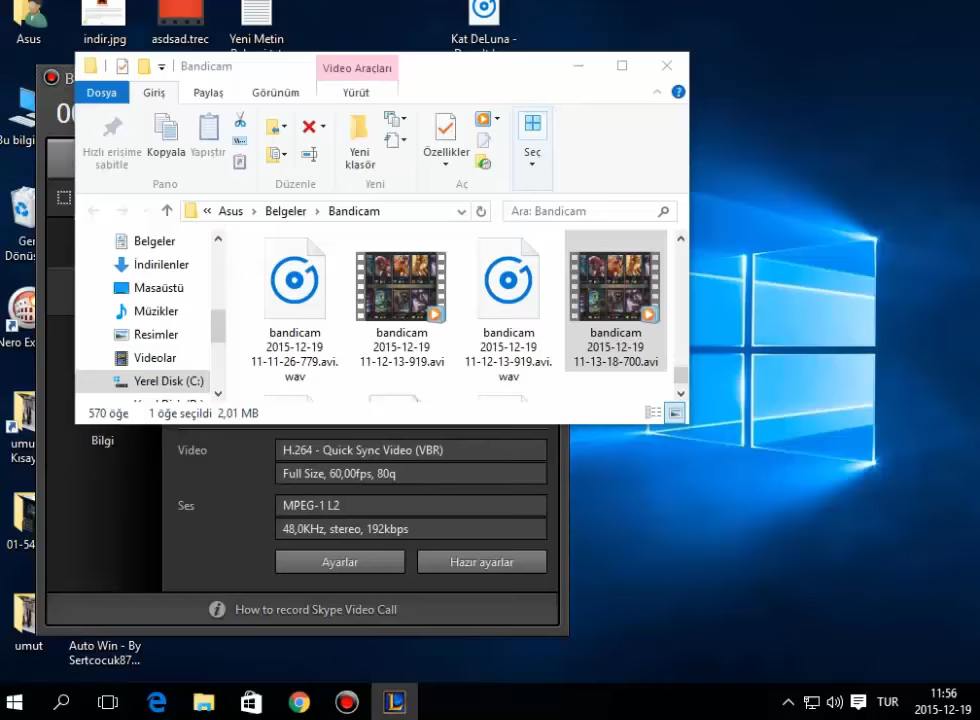 Asus
indir.jpg
asdsad.trec
Yeni Metin
Kat DeLuna -
Bu bilgi
Dönüş
Nero Ex
umu
Kısay
01-54
umut
Auto Win - By
Sertcocuk87...
Bandicam
Video Araçları
Dosya
Giriş
Paylaş
Görünüm
Yürüt
Hızlı erişime
sabitle
Kopyala
Yapıştır
Yeni
klasör
Özellikler
Seç
Pano
Düzenle
Yeni
Aç
« Asus > Belgeler > Bandicam
Ara: Bandicam
Belgeler
İndirilenler
Masaüstü
Müzikler
Resimler
Videolar
Yerel Disk (C:)
bandicam
2015-12-19
11-11-26-779.avi.
wav
bandicam
2015-12-19
11-12-13-919.avi
bandicam
2015-12-19
11-12-13-919.avi.
wav
bandicam
2015-12-19
11-13-18-700.avi
570 öğe
1 öğe seçildi 2,01 MB
Bilgi
Video
H.264 - Quick Sync Video (VBR)
Full Size, 60,00fps, 80q
Ses
MPEG-1 L2
48,0KHz, stereo, 192kbps
Ayarlar
Hazır ayarlar
How to record Skype Video Call
TUR
11:56
2015-12-19